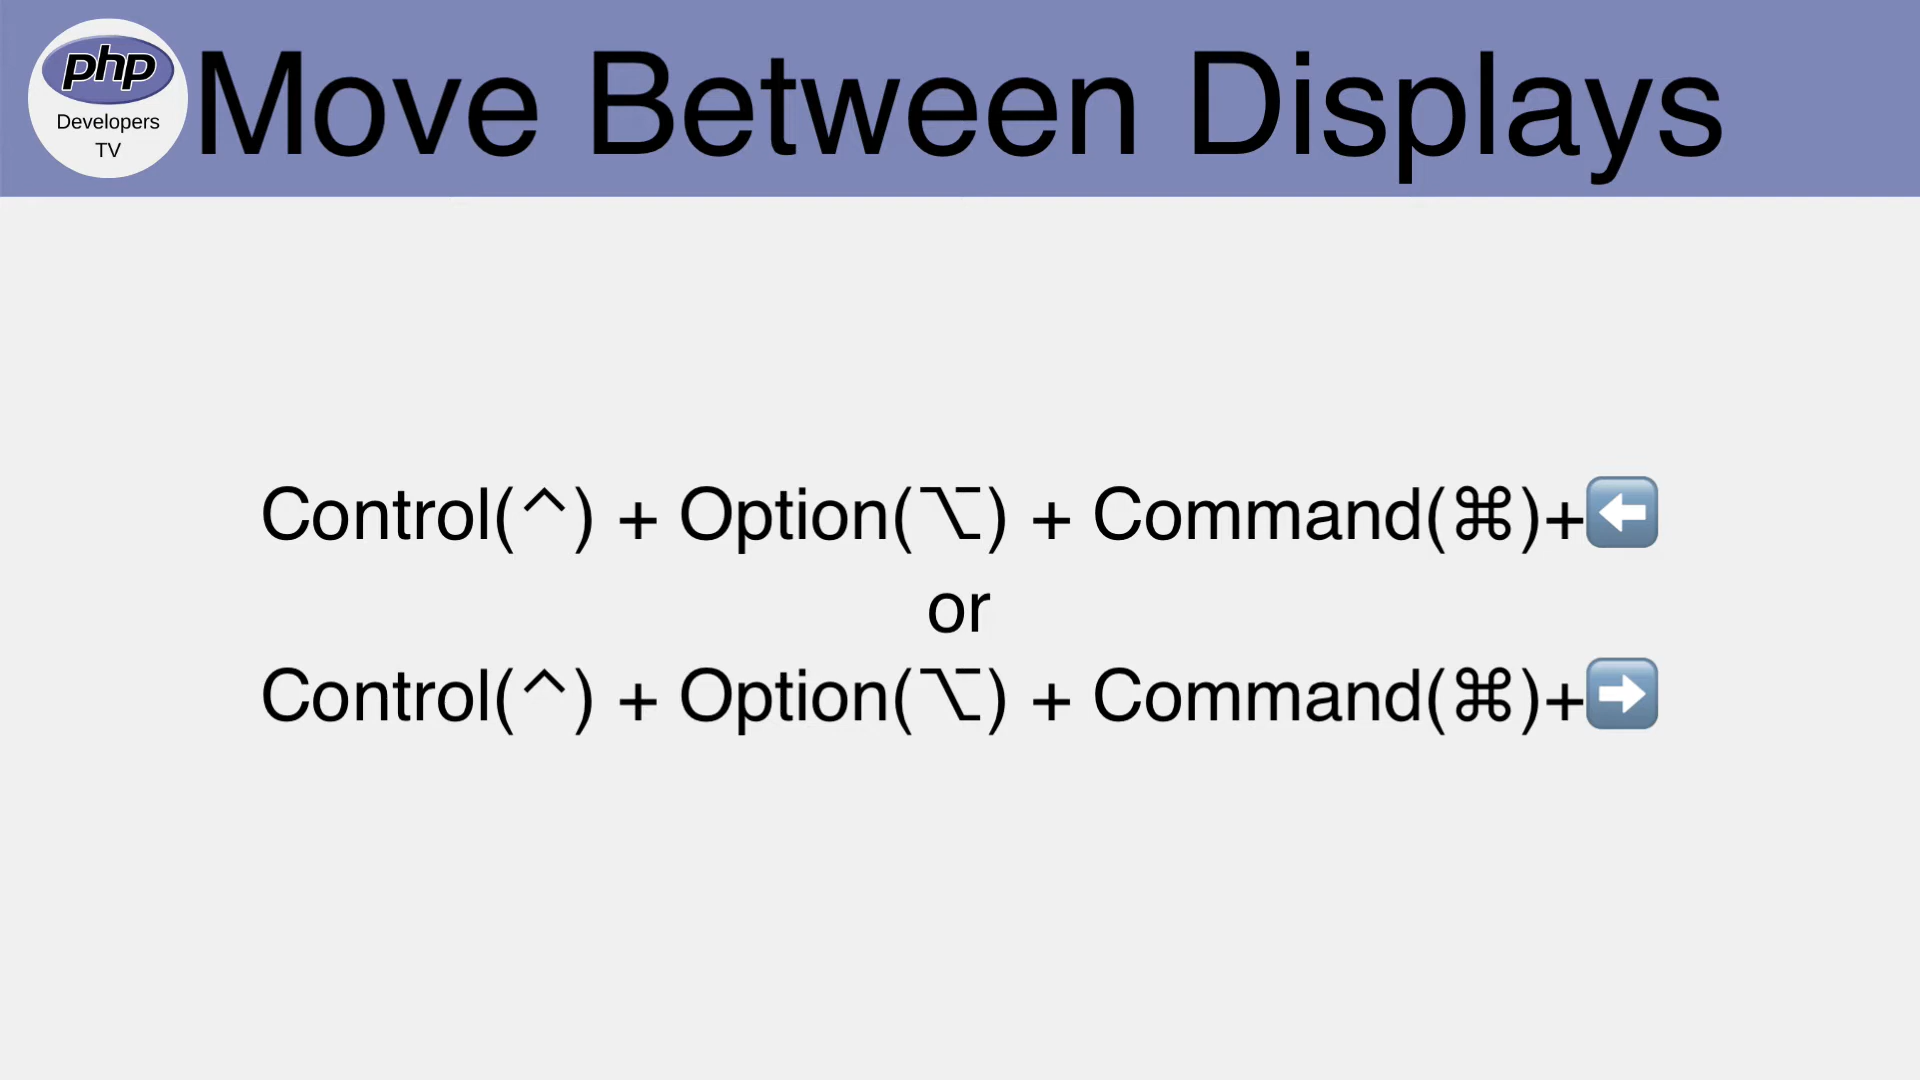 php
Developers
TV
Move Between Displays
Control(^) + Option(⌥) + Command(⌘)+⬅️
or
Control(^) + Option(⌥) + Command(⌘)+➡️